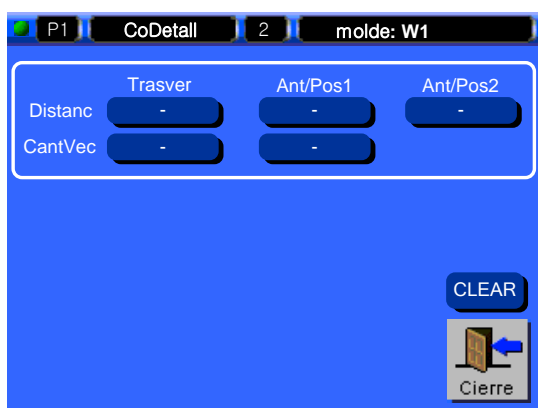 P1 CoDetall 2 molde: W1
Trasver Ant/Pos1 Ant/Pos2
Distanc - - -
CantVec - -
CLEAR
Cierre